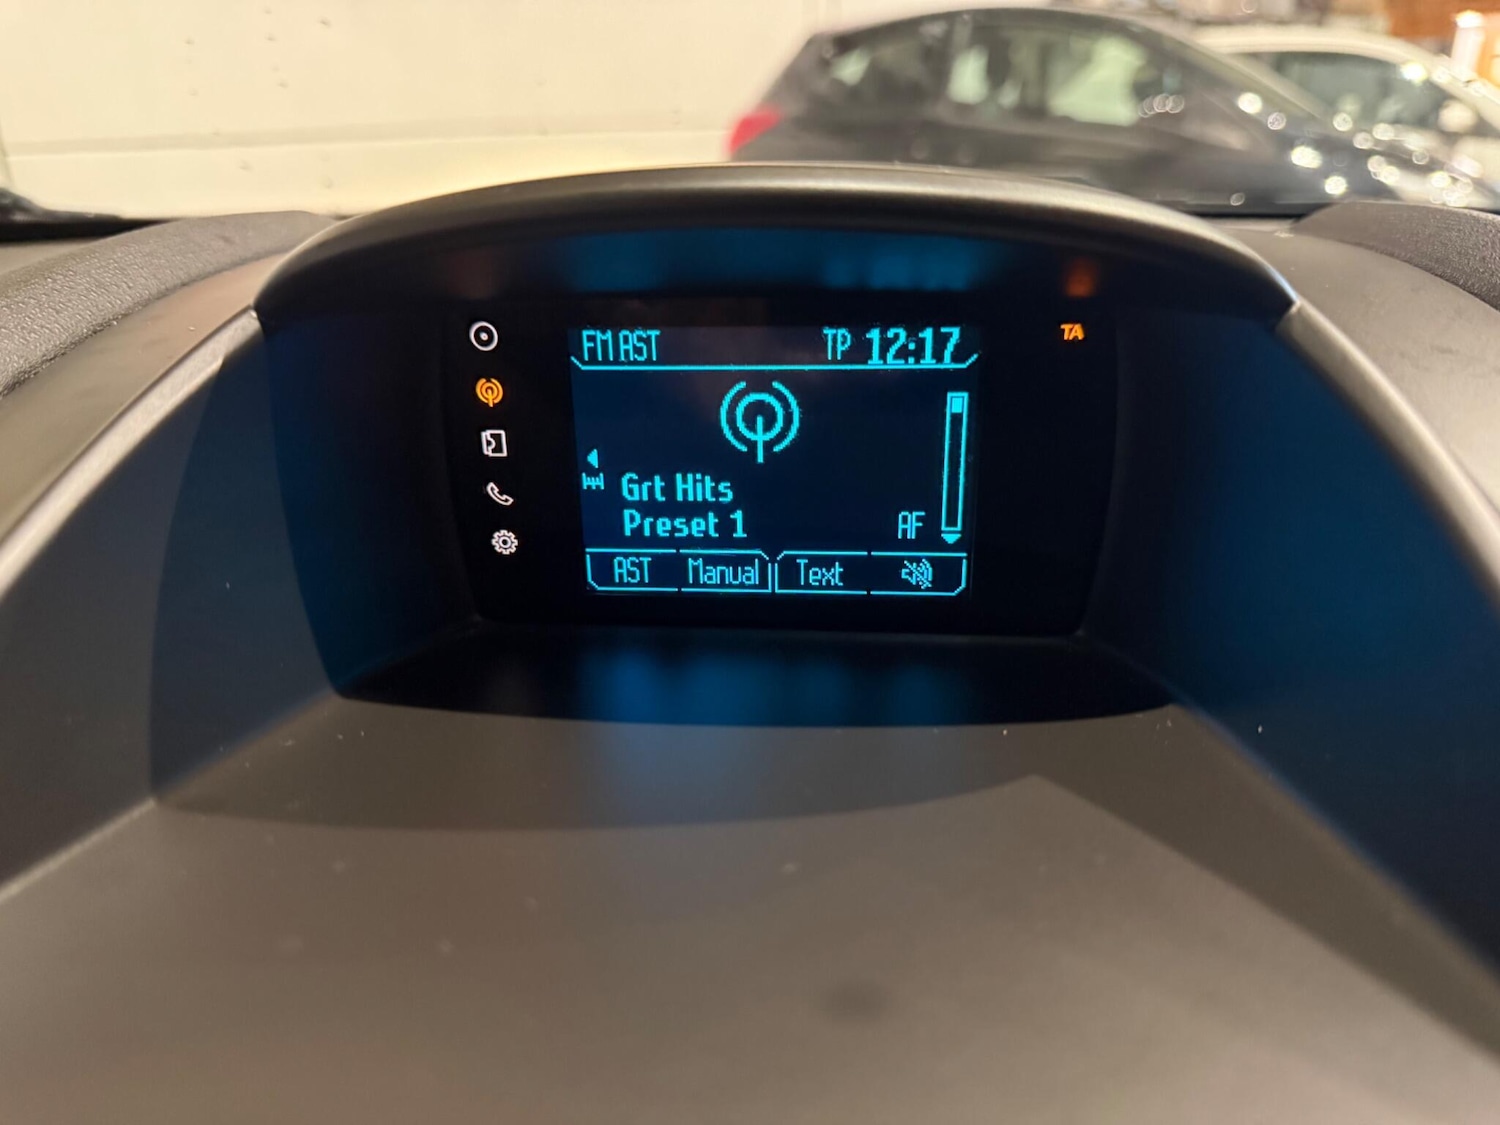 FM AST TP 12:17 TA
Grt Hits
Preset 1 AF
AST Manual Text